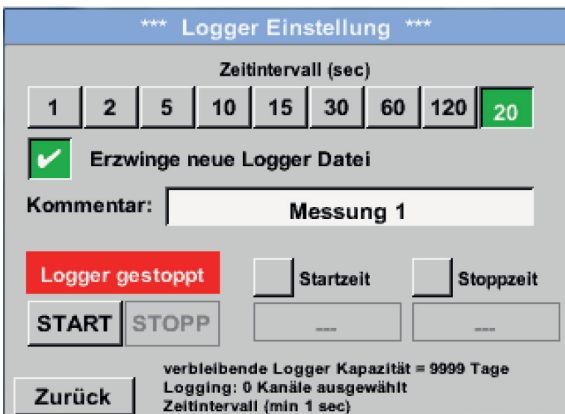 *** Logger Einstellung ***
Zeitintervall (sec)
1 2 5 10 15 30 60 120 20
Erzwinge neue Logger Datei
Kommentar: Messung 1
Logger gestoppt Startzeit Stoppzeit
START STOPP --- ---
verbleibende Logger Kapazität = 9999 Tage
Logging: 0 Kanäle ausgewählt
Zurück Zeitintervall (min 1 sec)